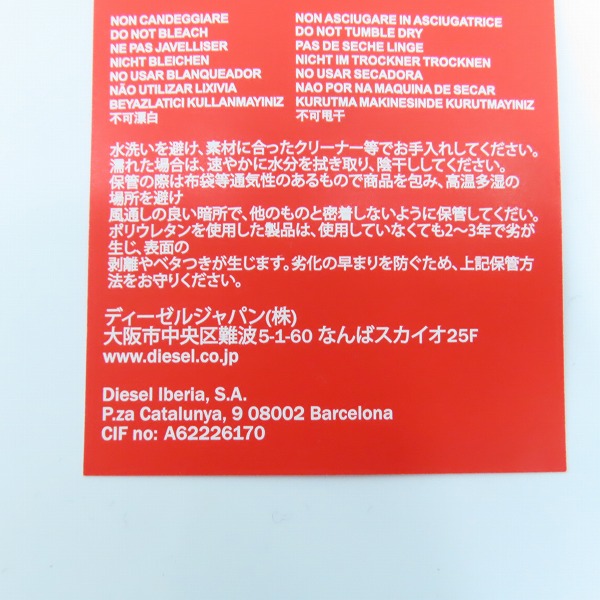 NON CANDEGGIARE
DO NOT BLEACH
NE PAS JAVELLISER
NICHT BLEICHEN
NO USAR BLANQUEADOR
NÃO UTILIZAR LIXIVIA
BEYAZLATICI KULLANMAYINIZ
不可漂白
NON ASCIUGARE IN ASCIUGATRICE
DO NOT TUMBLE DRY
PAS DE SECHE LINGE
NICHT IM TROCKNER TROCKNEN
NO USAR SECADORA
NAO POR NA MAQUINA DE SECAR
KURUTMA MAKINESINDE KURUTMAYINIZ
不可甩干
水洗いを避け、素材に合ったクリーナー等でお手入れしてください。
濡れた場合は、速やかに水分を拭き取り、陰干ししてください。
保管の際は布袋等通気性のあるもので商品を包み、高温多湿の
場所を避け
風通しの良い暗所で、他のものと密着しないように保管してくだい。
ポリウレタンを使用した製品は、使用していなくても2〜3年で劣が
生じ、表面の
剥離やベタつきが生じます。劣化の早まりを防ぐため、上記保管方
法をお守りください。
ディーゼルジャパン(株)
大阪市中央区難波5-1-60 なんばスカイオ25F
www.diesel.co.jp
Diesel Iberia, S.A.
P.za Catalunya, 9 08002 Barcelona
CIF no: A62226170